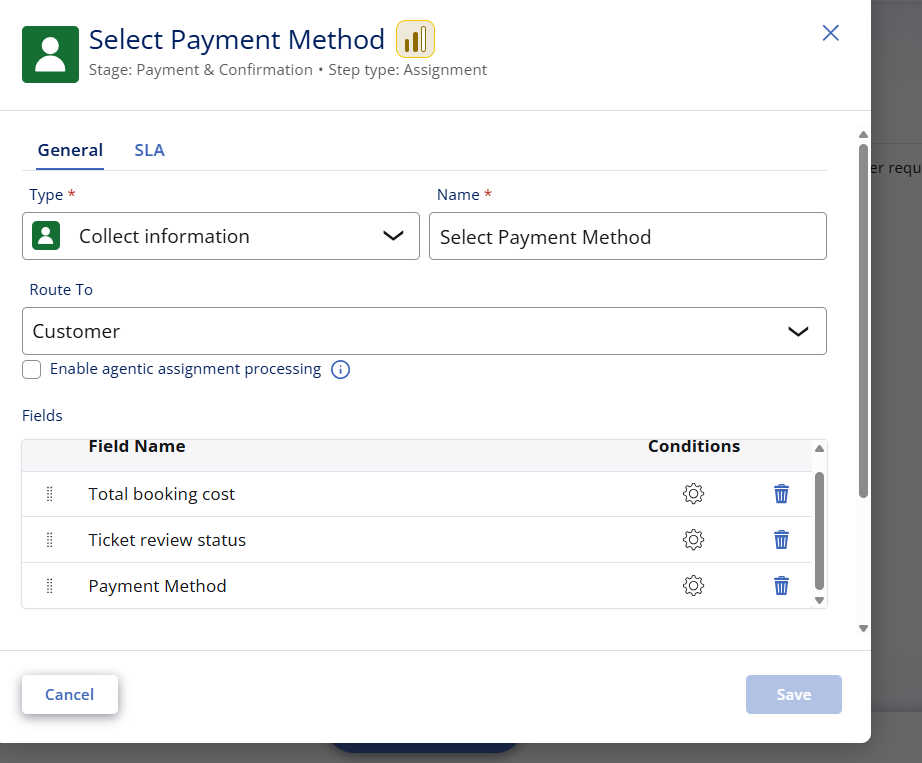 Select Payment Method
Stage: Payment & Confirmation • Step type: Assignment
General SLA
Type * Name *
Collect information Select Payment Method
Route To
Customer
Enable agentic assignment processing
Fields
Field Name Conditions
Total booking cost
Ticket review status
Payment Method
Cancel Save
er requ